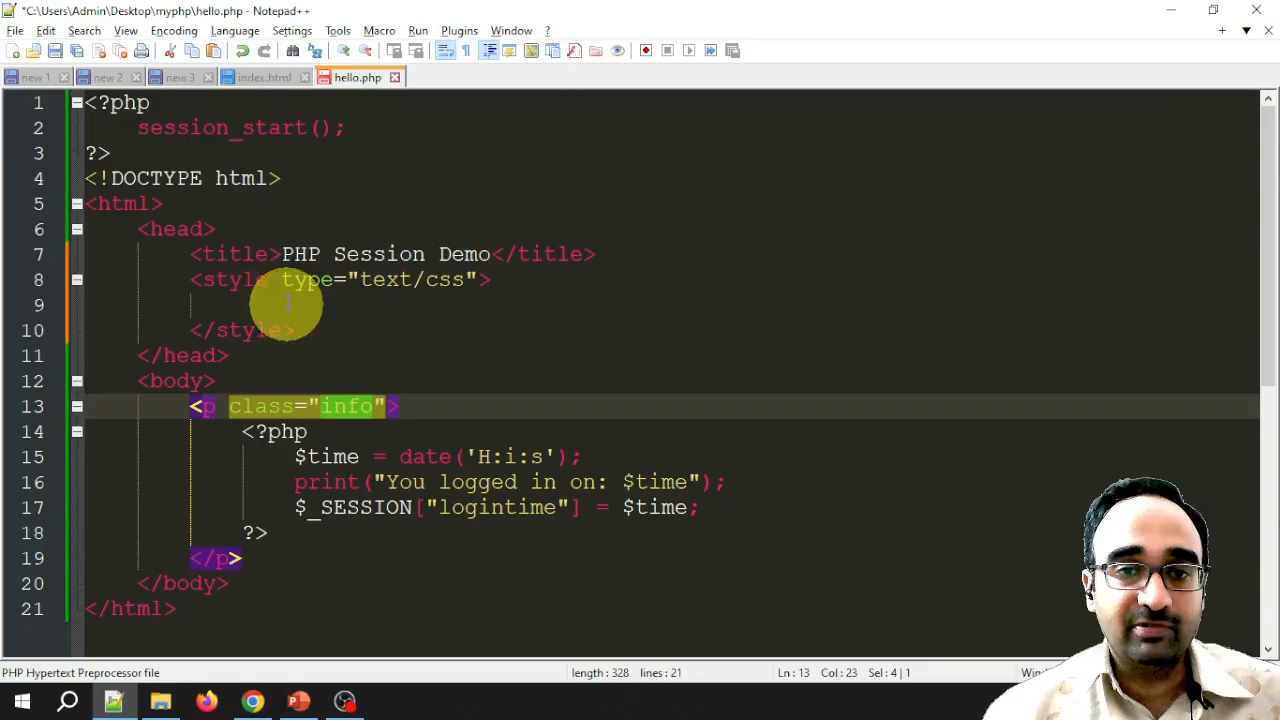 *C:\Users\Admin\Desktop\myphp\hello.php - Notepad++
File Edit Search View Encoding Language Settings Tools Macro Run Plugins Window ?
new 1 new 2 new 3 index.html hello.php
1 <?php
2 session_start();
3 ?>
4 <!DOCTYPE html>
5 <html>
6 <head>
7 <title>PHP Session Demo</title>
8 <style type="text/css">
9
10 </style>
11 </head>
12 <body>
13 <p class="info">
14 <?php
15 $time = date('H:i:s');
16 print("You logged in on: $time");
17 $_SESSION["logintime"] = $time;
18 ?>
19 </p>
20 </body>
21 </html>
PHP Hypertext Preprocessor file length : 328 lines : 21 Ln : 13 Col : 23 Sel : 4 | 1